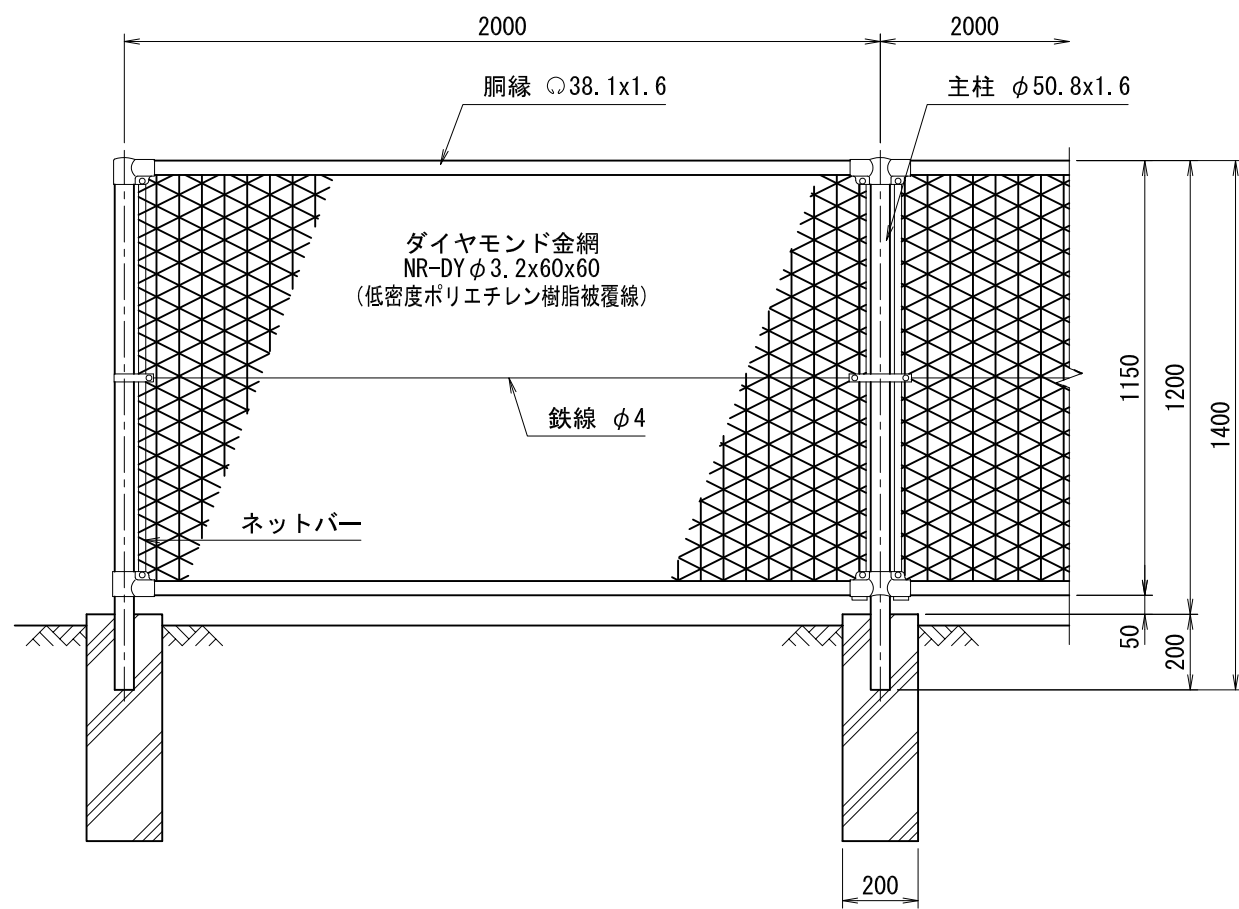 2000
2000
胴縁 ○38.1x1.6
主柱 φ50.8x1.6
ダイヤモンド金網
NR-DYφ3.2x60x60
(低密度ポリエチレン樹脂被覆線)
鉄線 φ4
ネットバー
1150
1200
1400
50
200
200